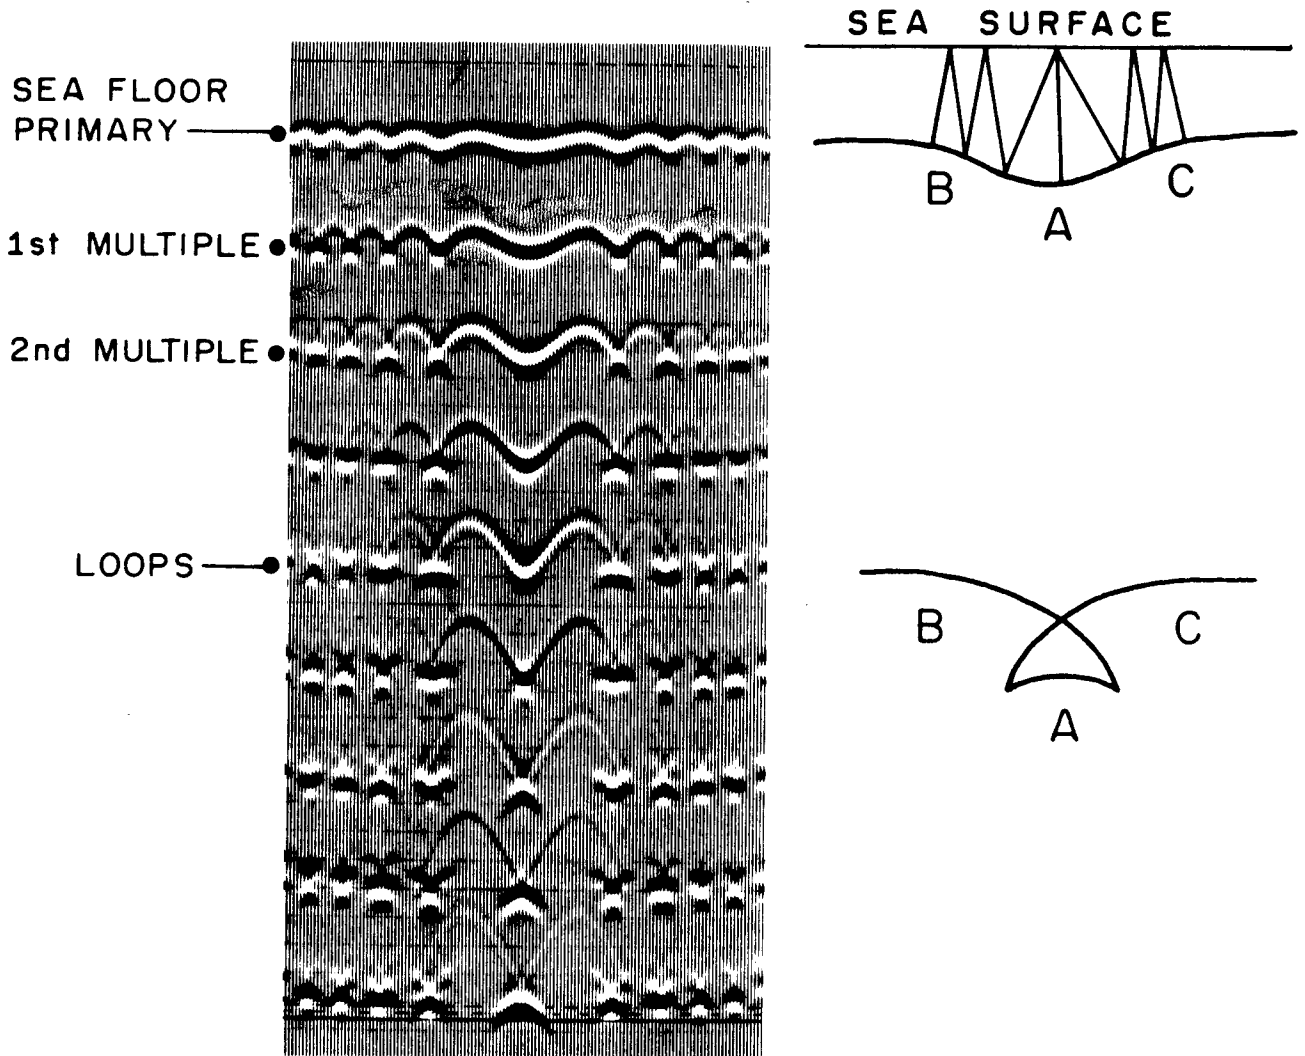 SEA SURFACE
SEA FLOOR
PRIMARY
B
C
A
1st MULTIPLE
2nd MULTIPLE
LOOPS
B
C
A